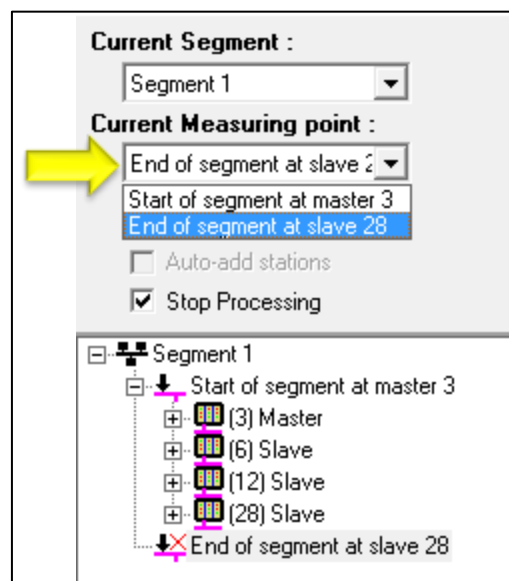 Current Segment :
Segment 1
Current Measuring point :
End of segment at slave 2
Start of segment at master 3
End of segment at slave 28
Auto-add stations
Stop Processing
Segment 1
Start of segment at master 3
(3) Master
(6) Slave
(12) Slave
(28) Slave
End of segment at slave 28